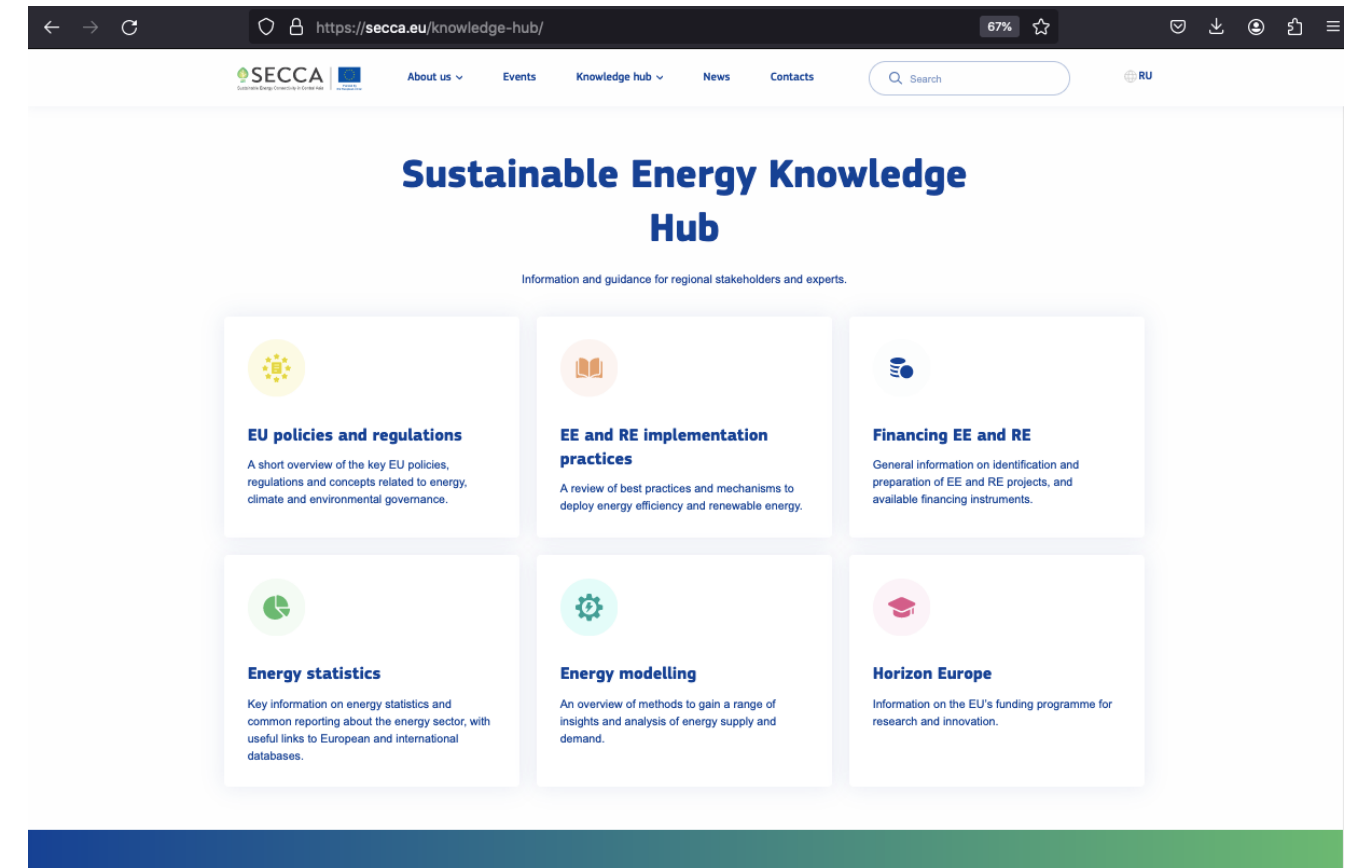 https://secca.eu/knowledge-hub/
67%
SECCA
Sustainable Energy Connectivity in Central Asia
About us
Events
Knowledge hub
News
Contacts
Search
RU
Sustainable Energy Knowledge
Hub
Information and guidance for regional stakeholders and experts.
EU policies and regulations
A short overview of the key EU policies,
regulations and concepts related to energy,
climate and environmental governance.
EE and RE implementation
practices
A review of best practices and mechanisms to
deploy energy efficiency and renewable energy.
Financing EE and RE
General information on identification and
preparation of EE and RE projects, and
available financing instruments.
Energy statistics
Key information on energy statistics and
common reporting about the energy sector, with
useful links to European and international
databases.
Energy modelling
An overview of methods to gain a range of
insights and analysis of energy supply and
demand.
Horizon Europe
Information on the EU's funding programme for
research and innovation.